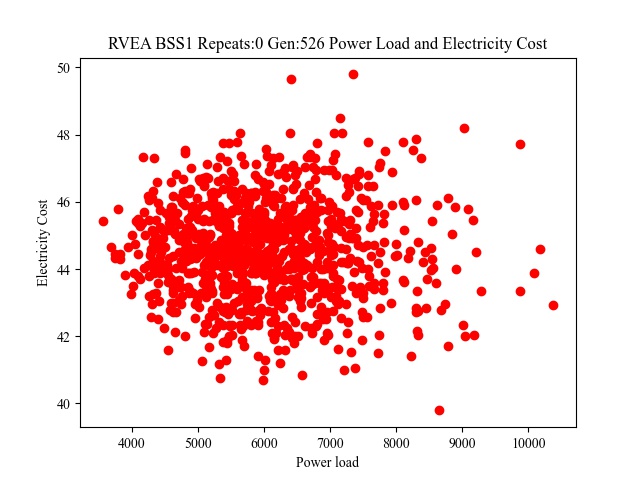 RVEA BSS1 Repeats:0 Gen:526 Power Load and Electricity Cost
50
48
46
44
42
40
Electricity Cost
4000 5000 6000 7000 8000 9000 10000
Power load